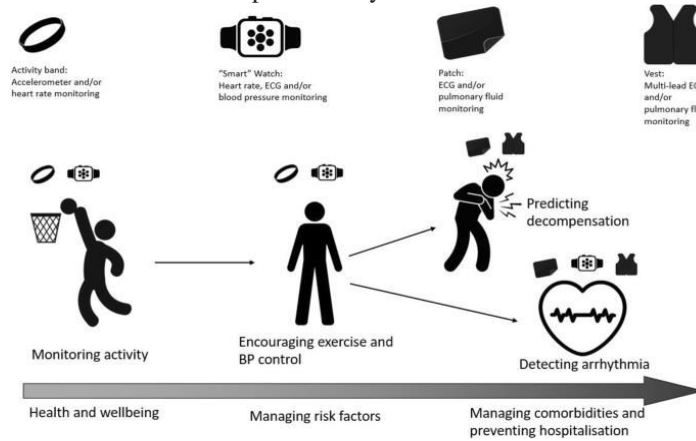 Activity band:
Accelerometer and/or
heart rate monitoring
"Smart" Watch:
Heart rate, ECG and/or
blood pressure monitoring
Patch:
ECG and/or
pulmonary fluid
monitoring
Vest:
Multi-lead
and/or
pulmonary
monitoring
Predicting
decompensation
Monitoring activity
Encouraging exercise and
BP control
Detecting arrhythmia
Health and wellbeing
Managing risk factors
Managing comorbidities and
preventing hospitalisation